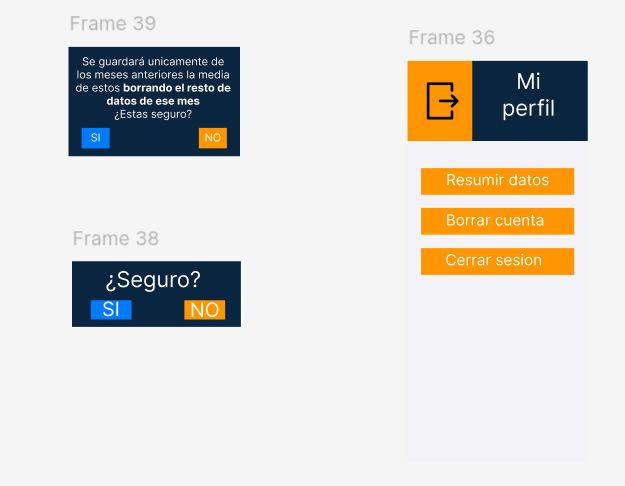 Frame 39
Se guardará unicamente de
los meses anteriores la media
de estos borrando el resto de
datos de ese mes
¿Estas seguro?
SI
NO
Frame 38
¿Seguro?
SI
NO
Frame 36
Mi
perfil
Resumir datos
Borrar cuenta
Cerrar sesion